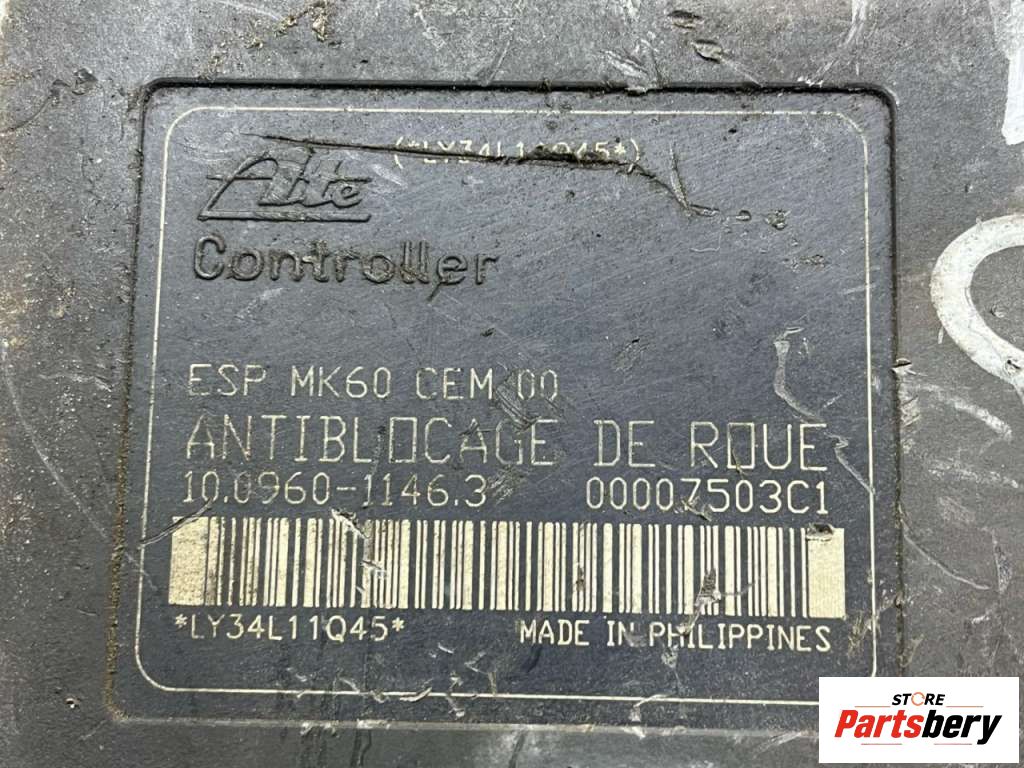 (*LY34L11Q45*)
Ate
Controller
ESP MK60 CEM 00
ANTIBLOCAGE DE ROUE
10.0960-1146.3 00007503C1
*LY34L11Q45* MADE IN PHILIPPINES
STORE
Partsbery